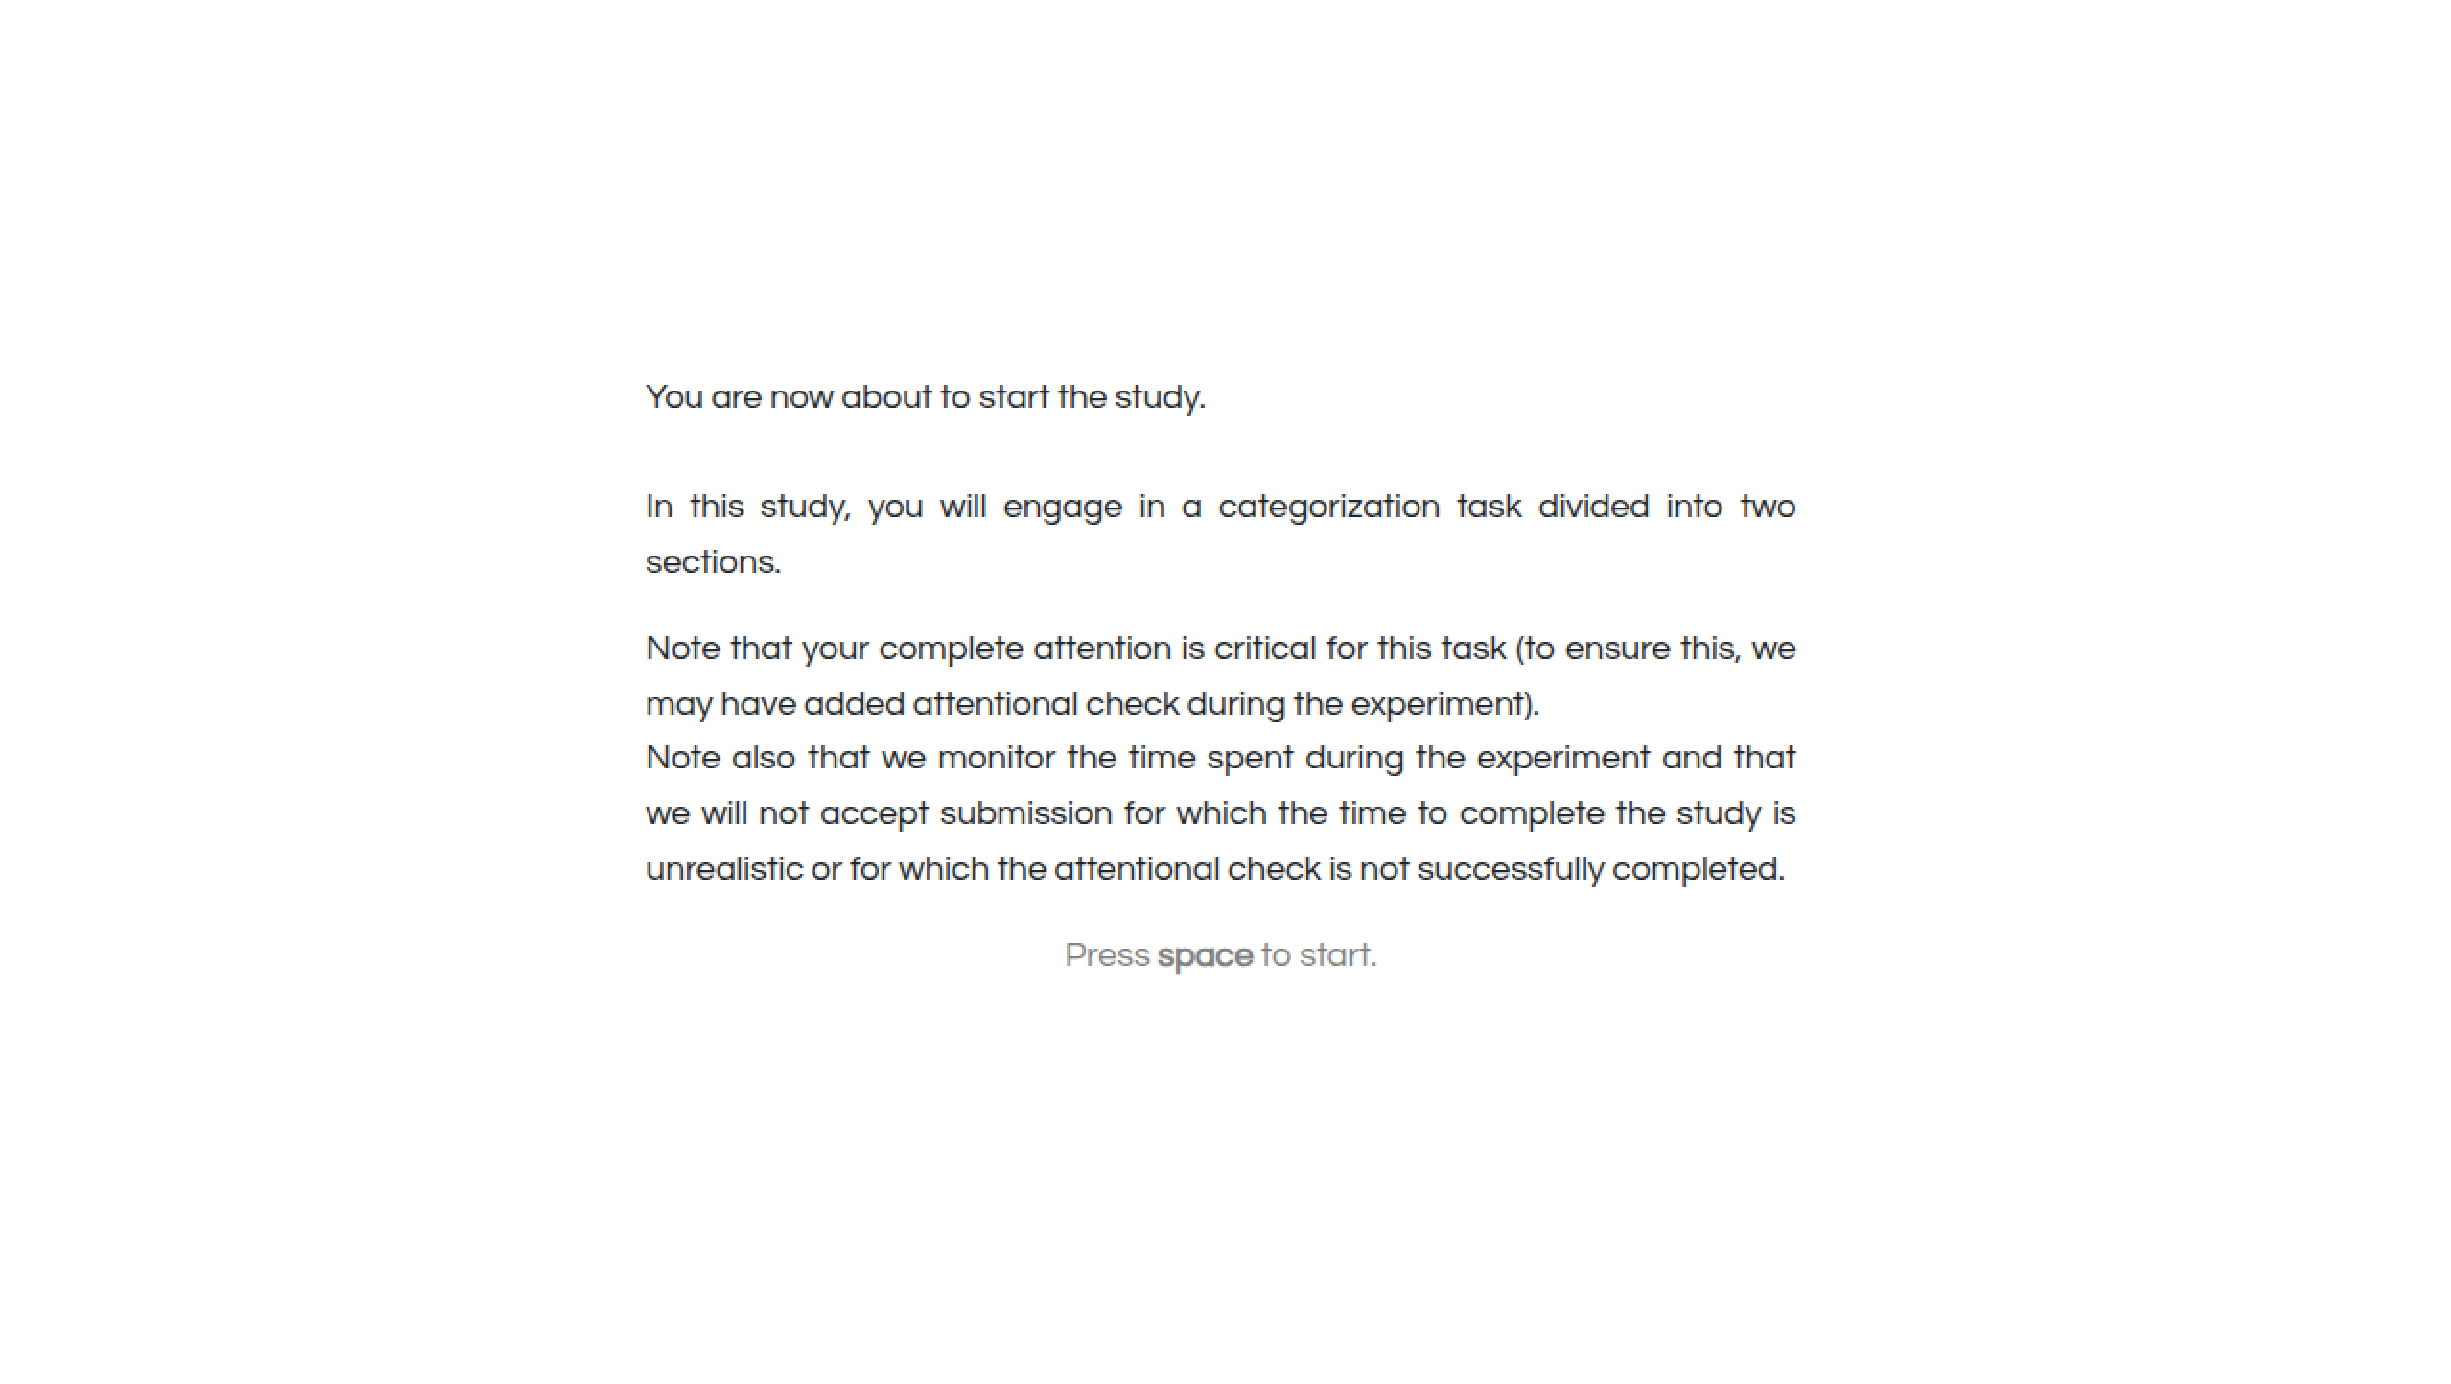 You are now about to start the study.
In this study, you will engage in a categorization task divided into two
sections.
Note that your complete attention is critical for this task (to ensure this, we
may have added attentional check during the experiment).
Note also that we monitor the time spent during the experiment and that
we will not accept submission for which the time to complete the study is
unrealistic or for which the attentional check is not successfully completed.
Press space to start.